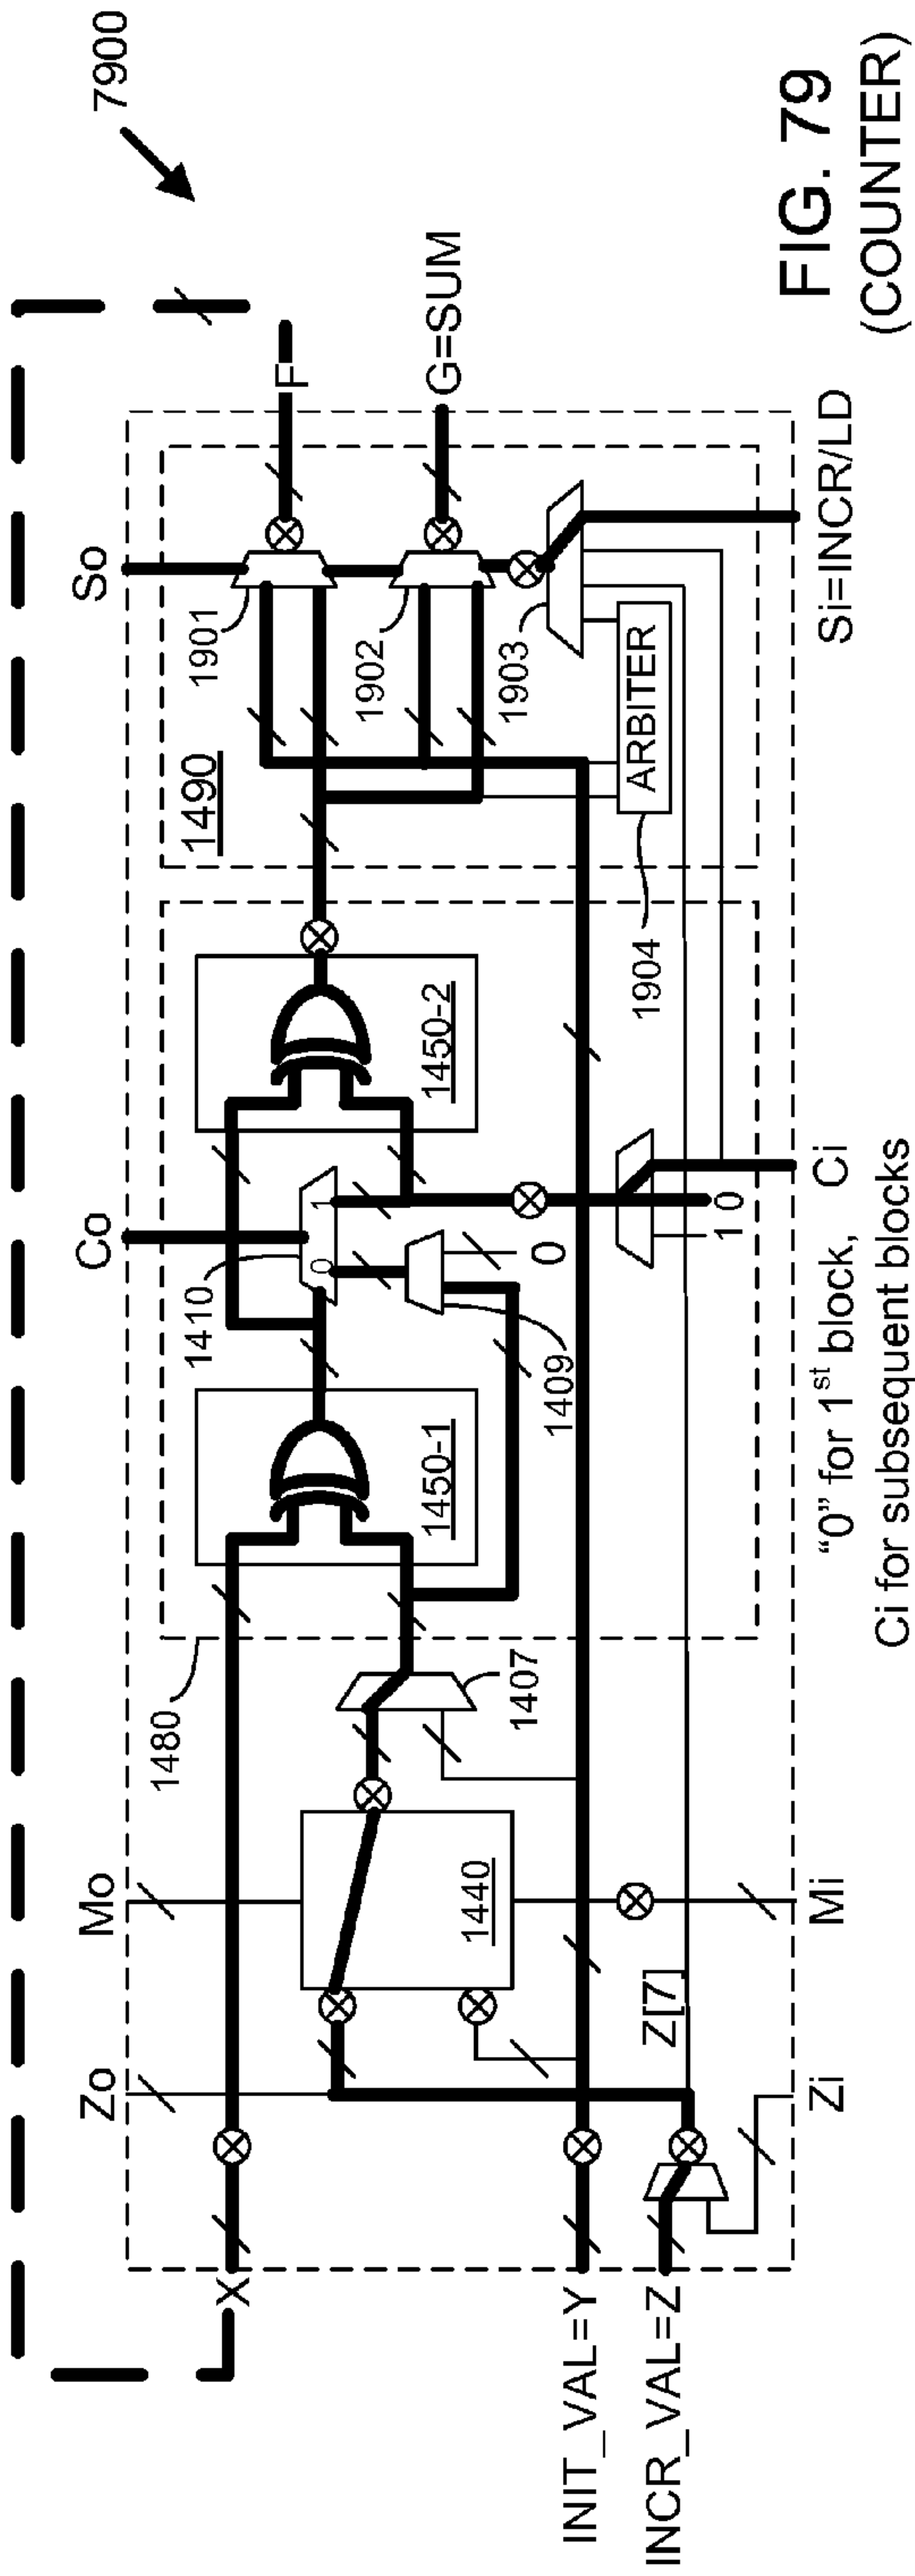 7900
So
Co
Mo
Zo
F
G=SUM
1901
1902
1903
1490
ARBITER
1904
1450-2
1410
0
1
1409
0
1450-1
1480
1407
1440
1
0
Z[7]
X
INIT_VAL=Y
INCR_VAL=Z
Zi
Mi
Ci
Si=INCR/LD
"0" for 1st block,
Ci for subsequent blocks
FIG. 79
(COUNTER)